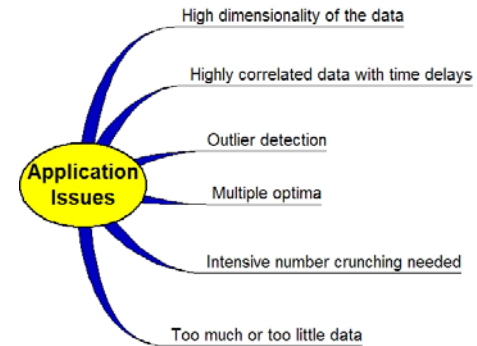 High dimensionality of the data
Highly correlated data with time delays
Outlier detection
Application
Issues
Multiple optima
Intensive number crunching needed
Too much or too little data